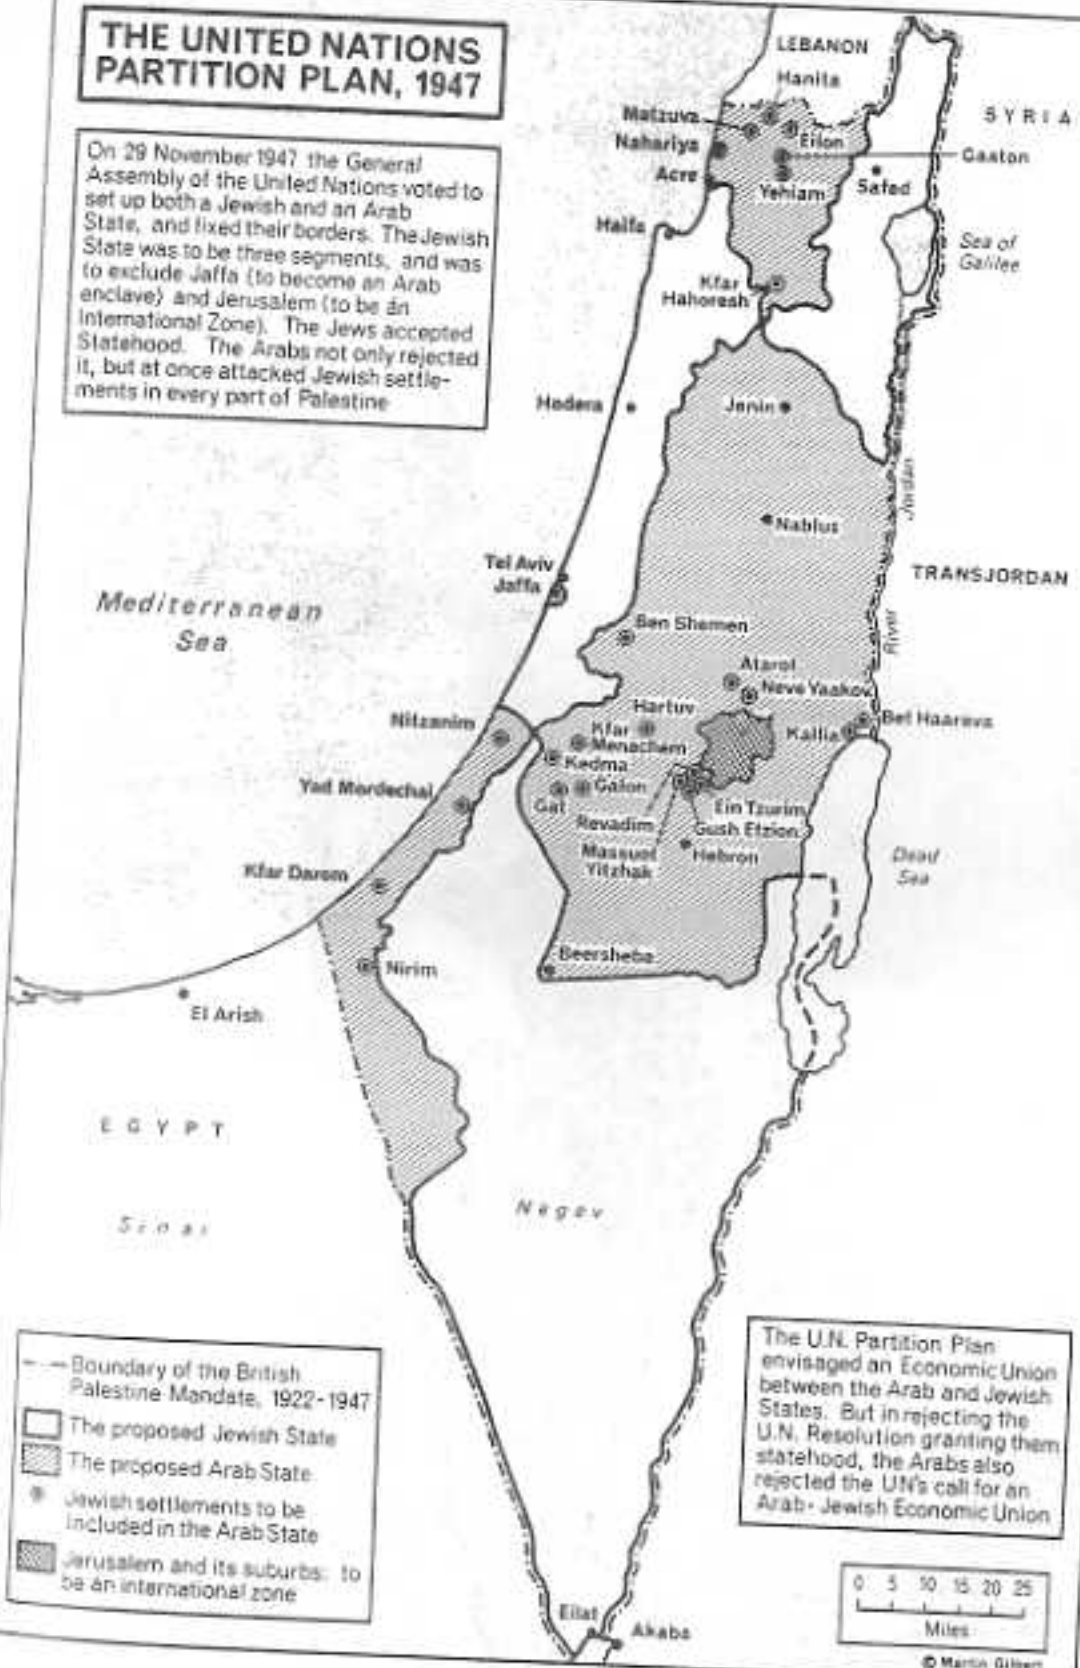 THE UNITED NATIONS
PARTITION PLAN, 1947
On 29 November 1947 the General
Assembly of the United Nations voted to
set up both a Jewish and an Arab
State, and fixed their borders. The Jewish
State was to be three segments, and was
to exclude Jaffa (to become an Arab
enclave) and Jerusalem (to be an
International Zone). The Jews accepted
Statehood. The Arabs not only rejected
it, but at once attacked Jewish settle-
ments in every part of Palestine
LEBANON
Hanita
SYRIA
Matzuva
Nahariya
Eilon
Gaaton
Acre
Yehiam
Safed
Haifa
Sea of
Galilee
Kfar
Hahoresh
Hadera
Jenin
Jordan
Nablus
Tel Aviv
Jaffa
TRANSJORDAN
Mediterranean
Sea
Ben Shemen
River
Atarot
Neve Yaakov
Hartuv
Nitzanim
Kfar
Menachem
Kallia
Bet Haarava
Kedma
Yad Mordechai
Galon
Gat
Ein Tzurim
Revadim
Gush Etzion
Massuot
Yitzhak
Hebron
Dead
Sea
Kfar Darom
Beersheba
Nirim
El Arish
EGYPT
Negev
Sinai
Boundary of the British
Palestine Mandate, 1922-1947
The proposed Jewish State
The proposed Arab State
Jewish settlements to be
included in the Arab State
Jerusalem and its suburbs: to
be an international zone
The U.N. Partition Plan
envisaged an Economic Union
between the Arab and Jewish
States. But in rejecting the
U.N. Resolution granting them
statehood, the Arabs also
rejected the UN's call for an
Arab-Jewish Economic Union
0 5 10 15 20 25
Miles
Eilat
Akaba
© Martin Gilbert